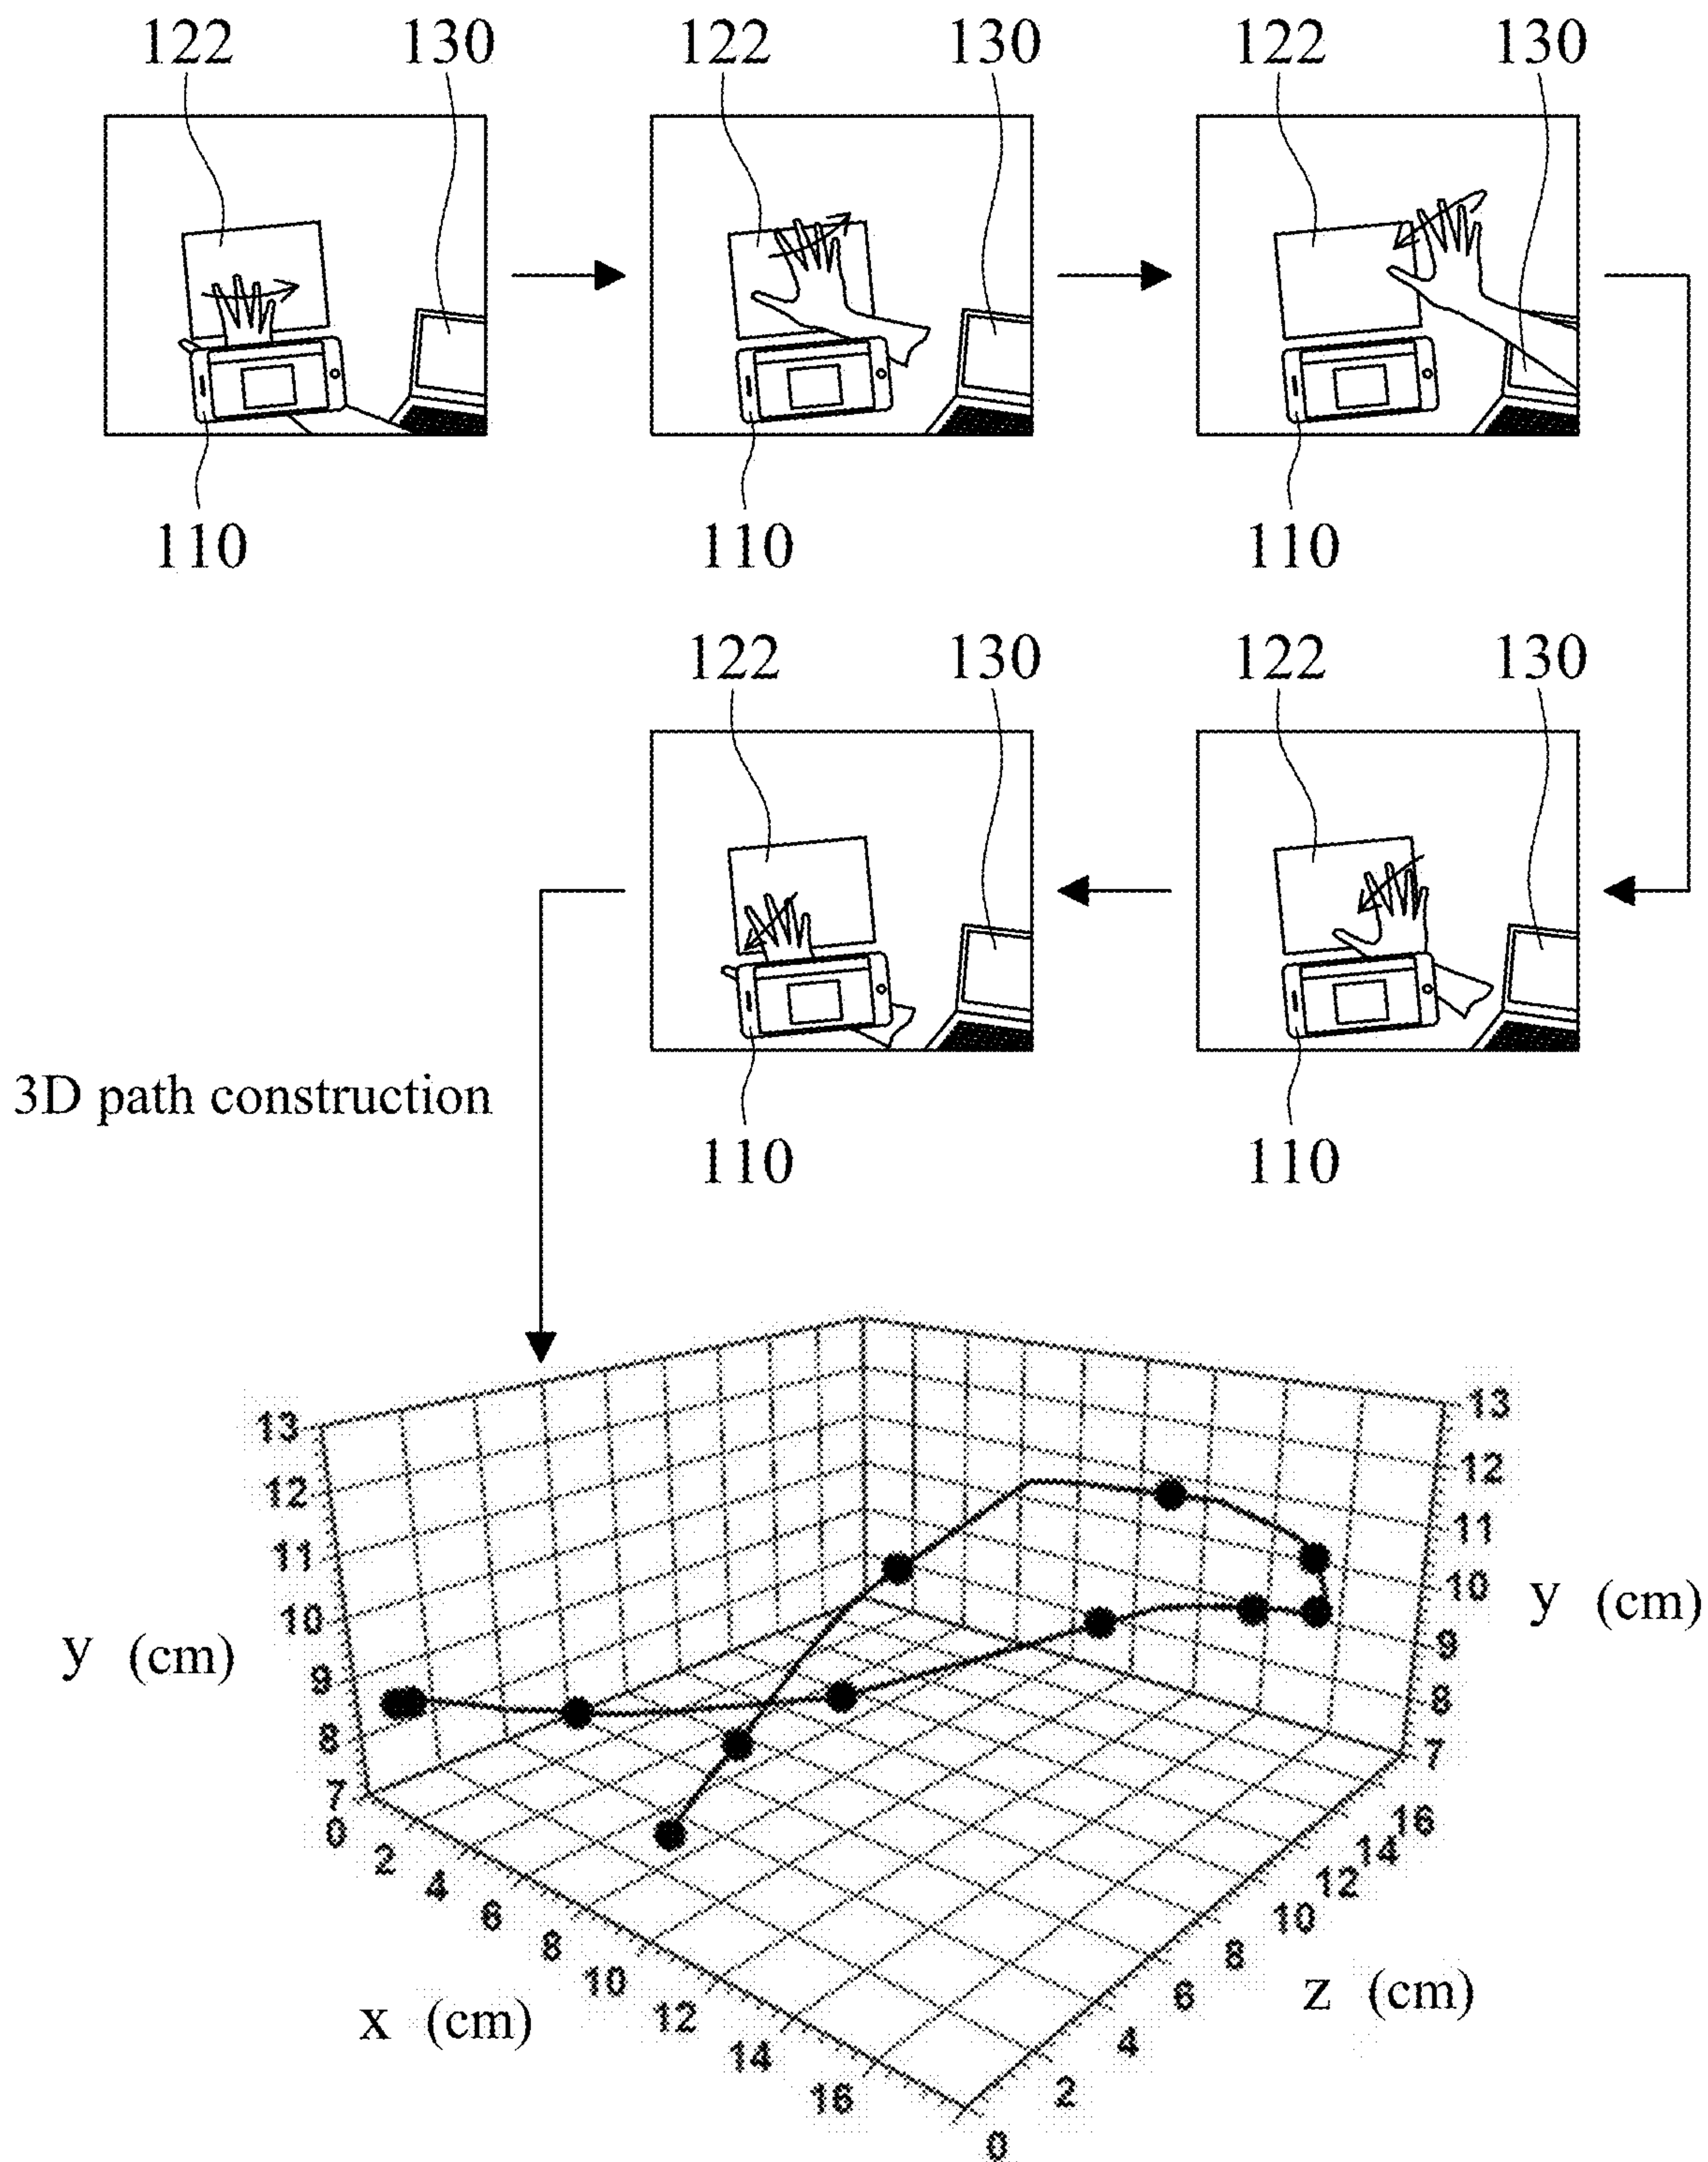 122 130 122 130 122 130
110 110 110
122 130 122 130
3D path construction
110 110
13 13
12 12
11 11
10 10
y (cm) 9 9 y (cm)
8 8
7 7
0 2 4 6 8 10 12 14 16
x (cm)
0 2 4 6 8 10 12 14 16
z (cm)